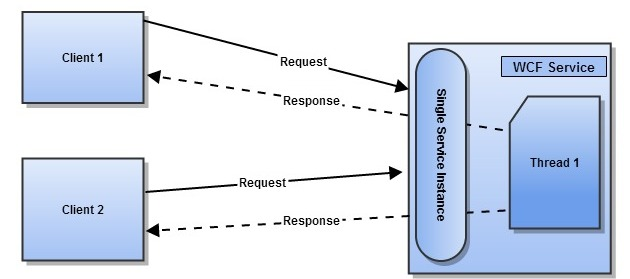 Client 1
Request
WCF Service
Response
Single Service Instance
Thread 1
Client 2
Request
Response